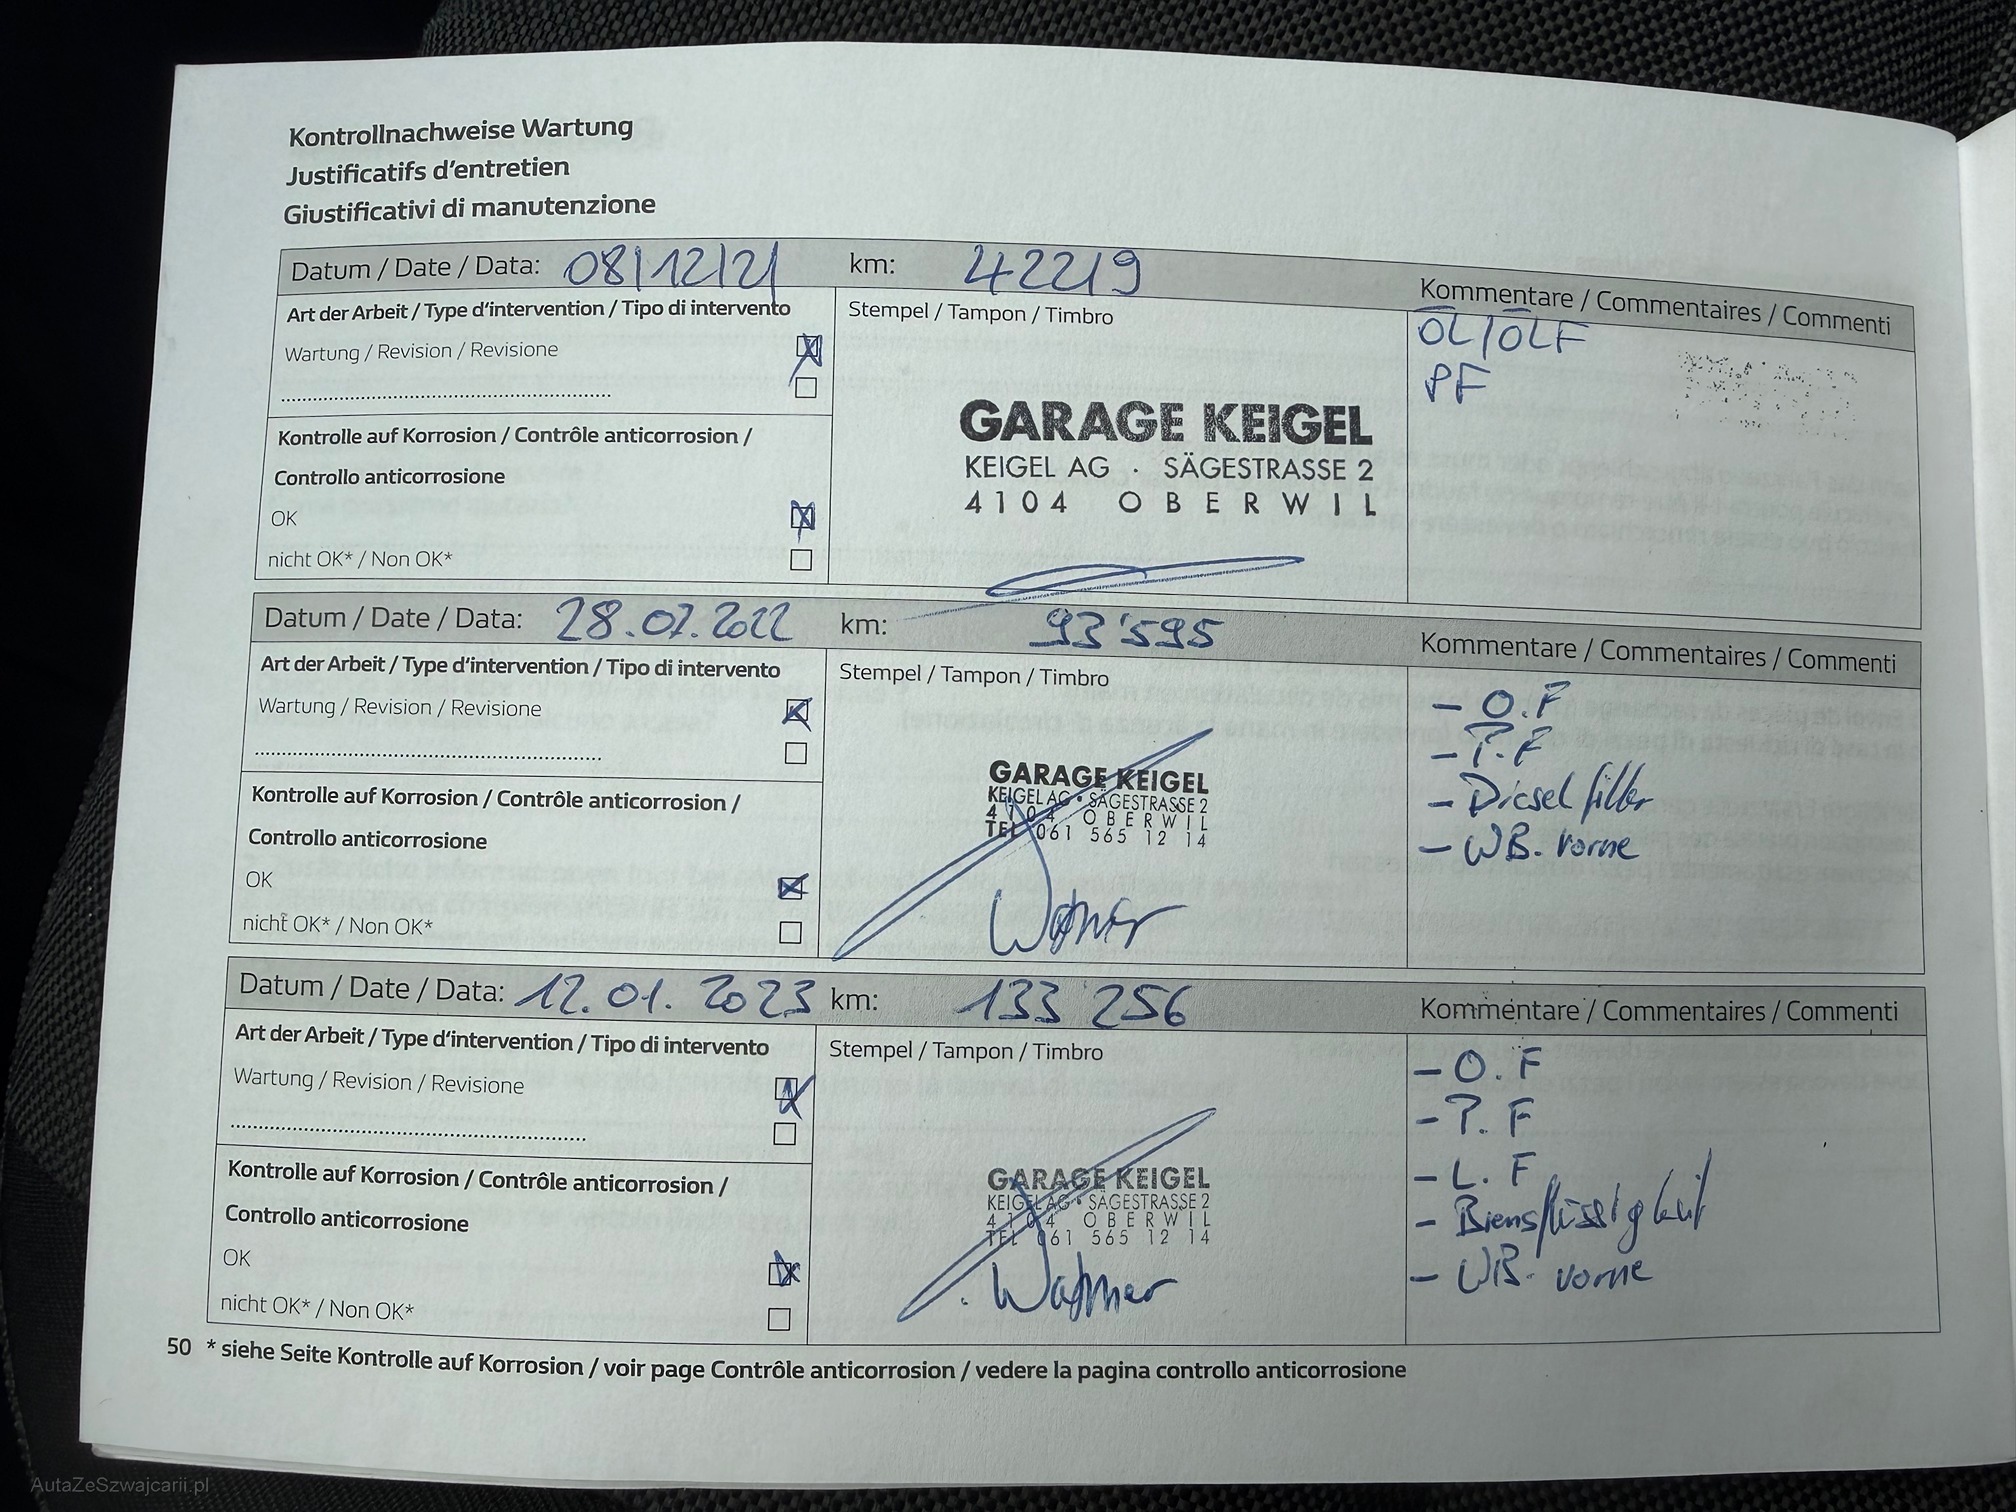 Kontrollnachweise Wartung
Justificatifs d'entretien
Giustificativi di manutenzione
Datum / Date / Data: 08/12/21 km: 42219
Kommentare / Commentaires / Commenti
Art der Arbeit / Type d'intervention / Tipo di intervento
Stempel / Tampon / Timbro
ÖL/ÖLF
PF
Wartung / Revision / Revisione
Kontrolle auf Korrosion / Contrôle anticorrosion /
Controllo anticorrosione
OK
nicht OK* / Non OK*
GARAGE KEIGEL
KEIGEL AG · SÄGESTRASSE 2
4104 OBERWIL
Datum / Date / Data: 28.07.2022 km: 93'595
Kommentare / Commentaires / Commenti
Art der Arbeit / Type d'intervention / Tipo di intervento
Stempel / Tampon / Timbro
- O.F
- P.F
- Dieselfilter
- WB. vorne
Wartung / Revision / Revisione
Kontrolle auf Korrosion / Contrôle anticorrosion /
Controllo anticorrosione
OK
nicht OK* / Non OK*
GARAGE KEIGEL
KEIGEL AG · SÄGESTRASSE 2
4104 OBERWIL
TEL 061 565 12 14
Datum / Date / Data: 12.01.2023 km: 133'256
Kommentare / Commentaires / Commenti
Art der Arbeit / Type d'intervention / Tipo di intervento
Stempel / Tampon / Timbro
- O.F
- P.F
- L.F
- Bremsflüssigkeit
- WB. vorne
Wartung / Revision / Revisione
Kontrolle auf Korrosion / Contrôle anticorrosion /
Controllo anticorrosione
OK
nicht OK* / Non OK*
GARAGE KEIGEL
KEIGEL AG · SÄGESTRASSE 2
4104 OBERWIL
TEL 061 565 12 14
50 * siehe Seite Kontrolle auf Korrosion / voir page Contrôle anticorrosion / vedere la pagina controllo anticorrosione
AutaZeSzwajcarii.pl